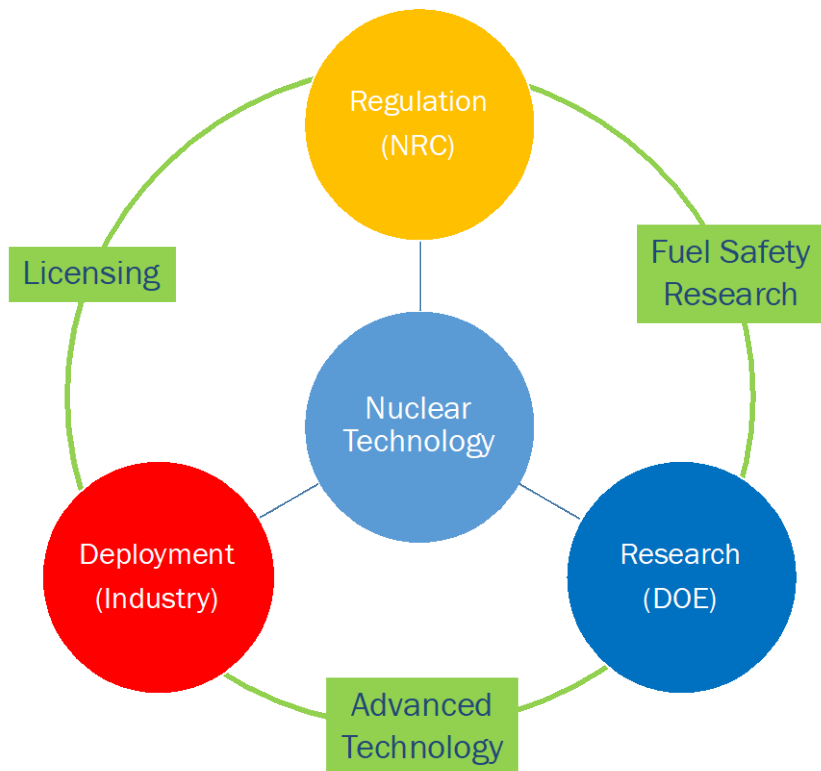 Regulation
(NRC)
Licensing
Fuel Safety
Research
Nuclear
Technology
Deployment
(Industry)
Research
(DOE)
Advanced
Technology